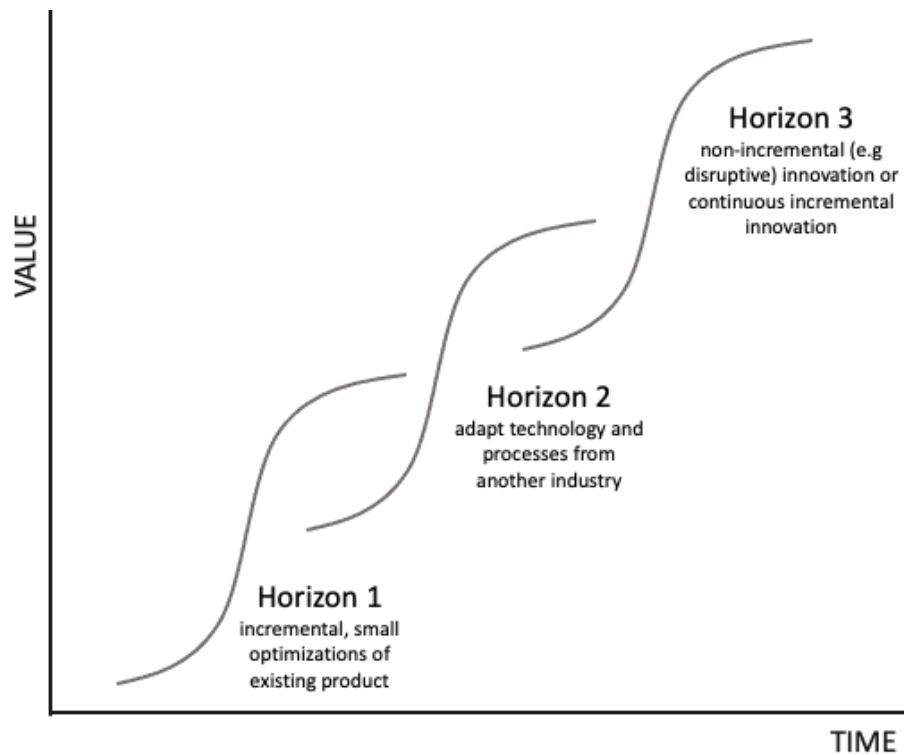 Horizon 3
non-incremental (e.g
disruptive) innovation or
continuous incremental
innovation
VALUE
Horizon 2
adapt technology and
processes from
another industry
Horizon 1
incremental, small
optimizations of
existing product
TIME